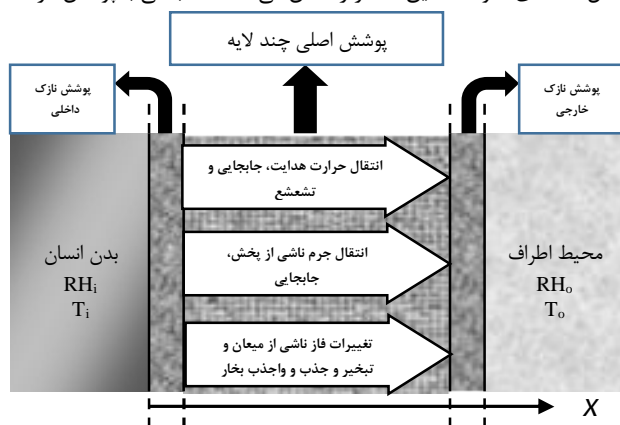 پوشش اصلی چند لایه
پوشش نازک
داخلی
پوشش نازک
خارجی
انتقال حرارت هدایت، جابجایی و
تشعشع
انتقال جرم ناشی از پخش،
جابجایی
تغییرات فاز ناشی از میعان و
تبخیر و جذب و واجذب بخار
بدن انسان
RHi
Ti
محیط اطراف
RHo
To
X